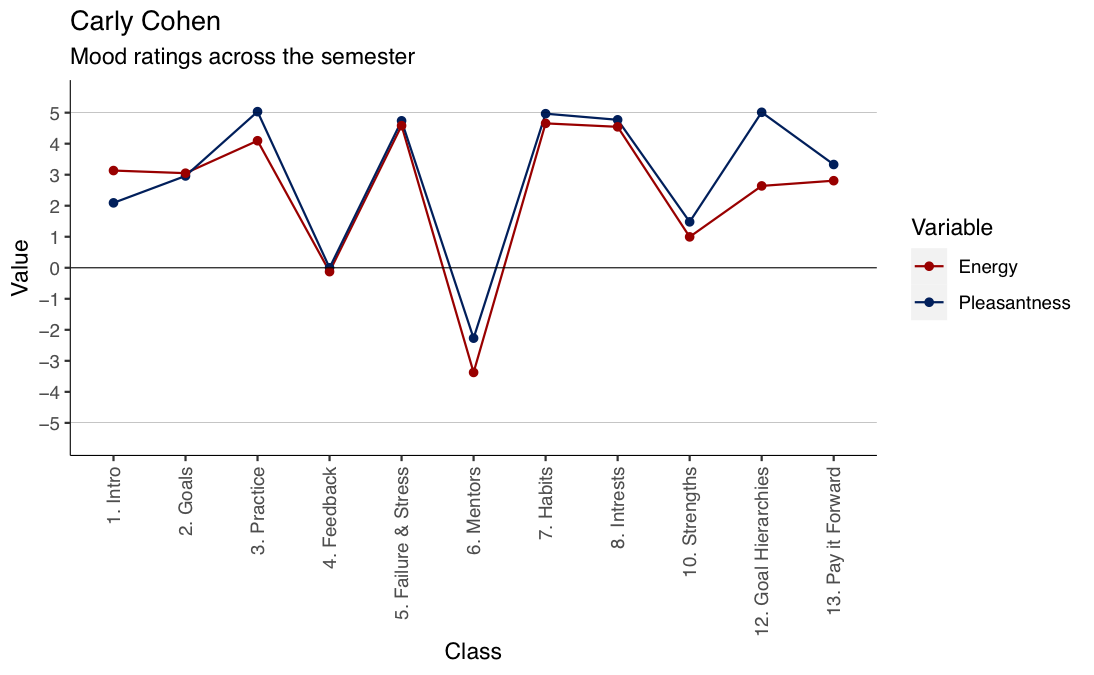 Carly Cohen
Mood ratings across the semester
Value
5
4
3
2
1
0
−1
−2
−3
−4
−5
1. Intro
2. Goals
3. Practice
4. Feedback
5. Failure & Stress
6. Mentors
7. Habits
8. Intrests
10. Strengths
12. Goal Hierarchies
13. Pay it Forward
Class
Variable
Energy
Pleasantness